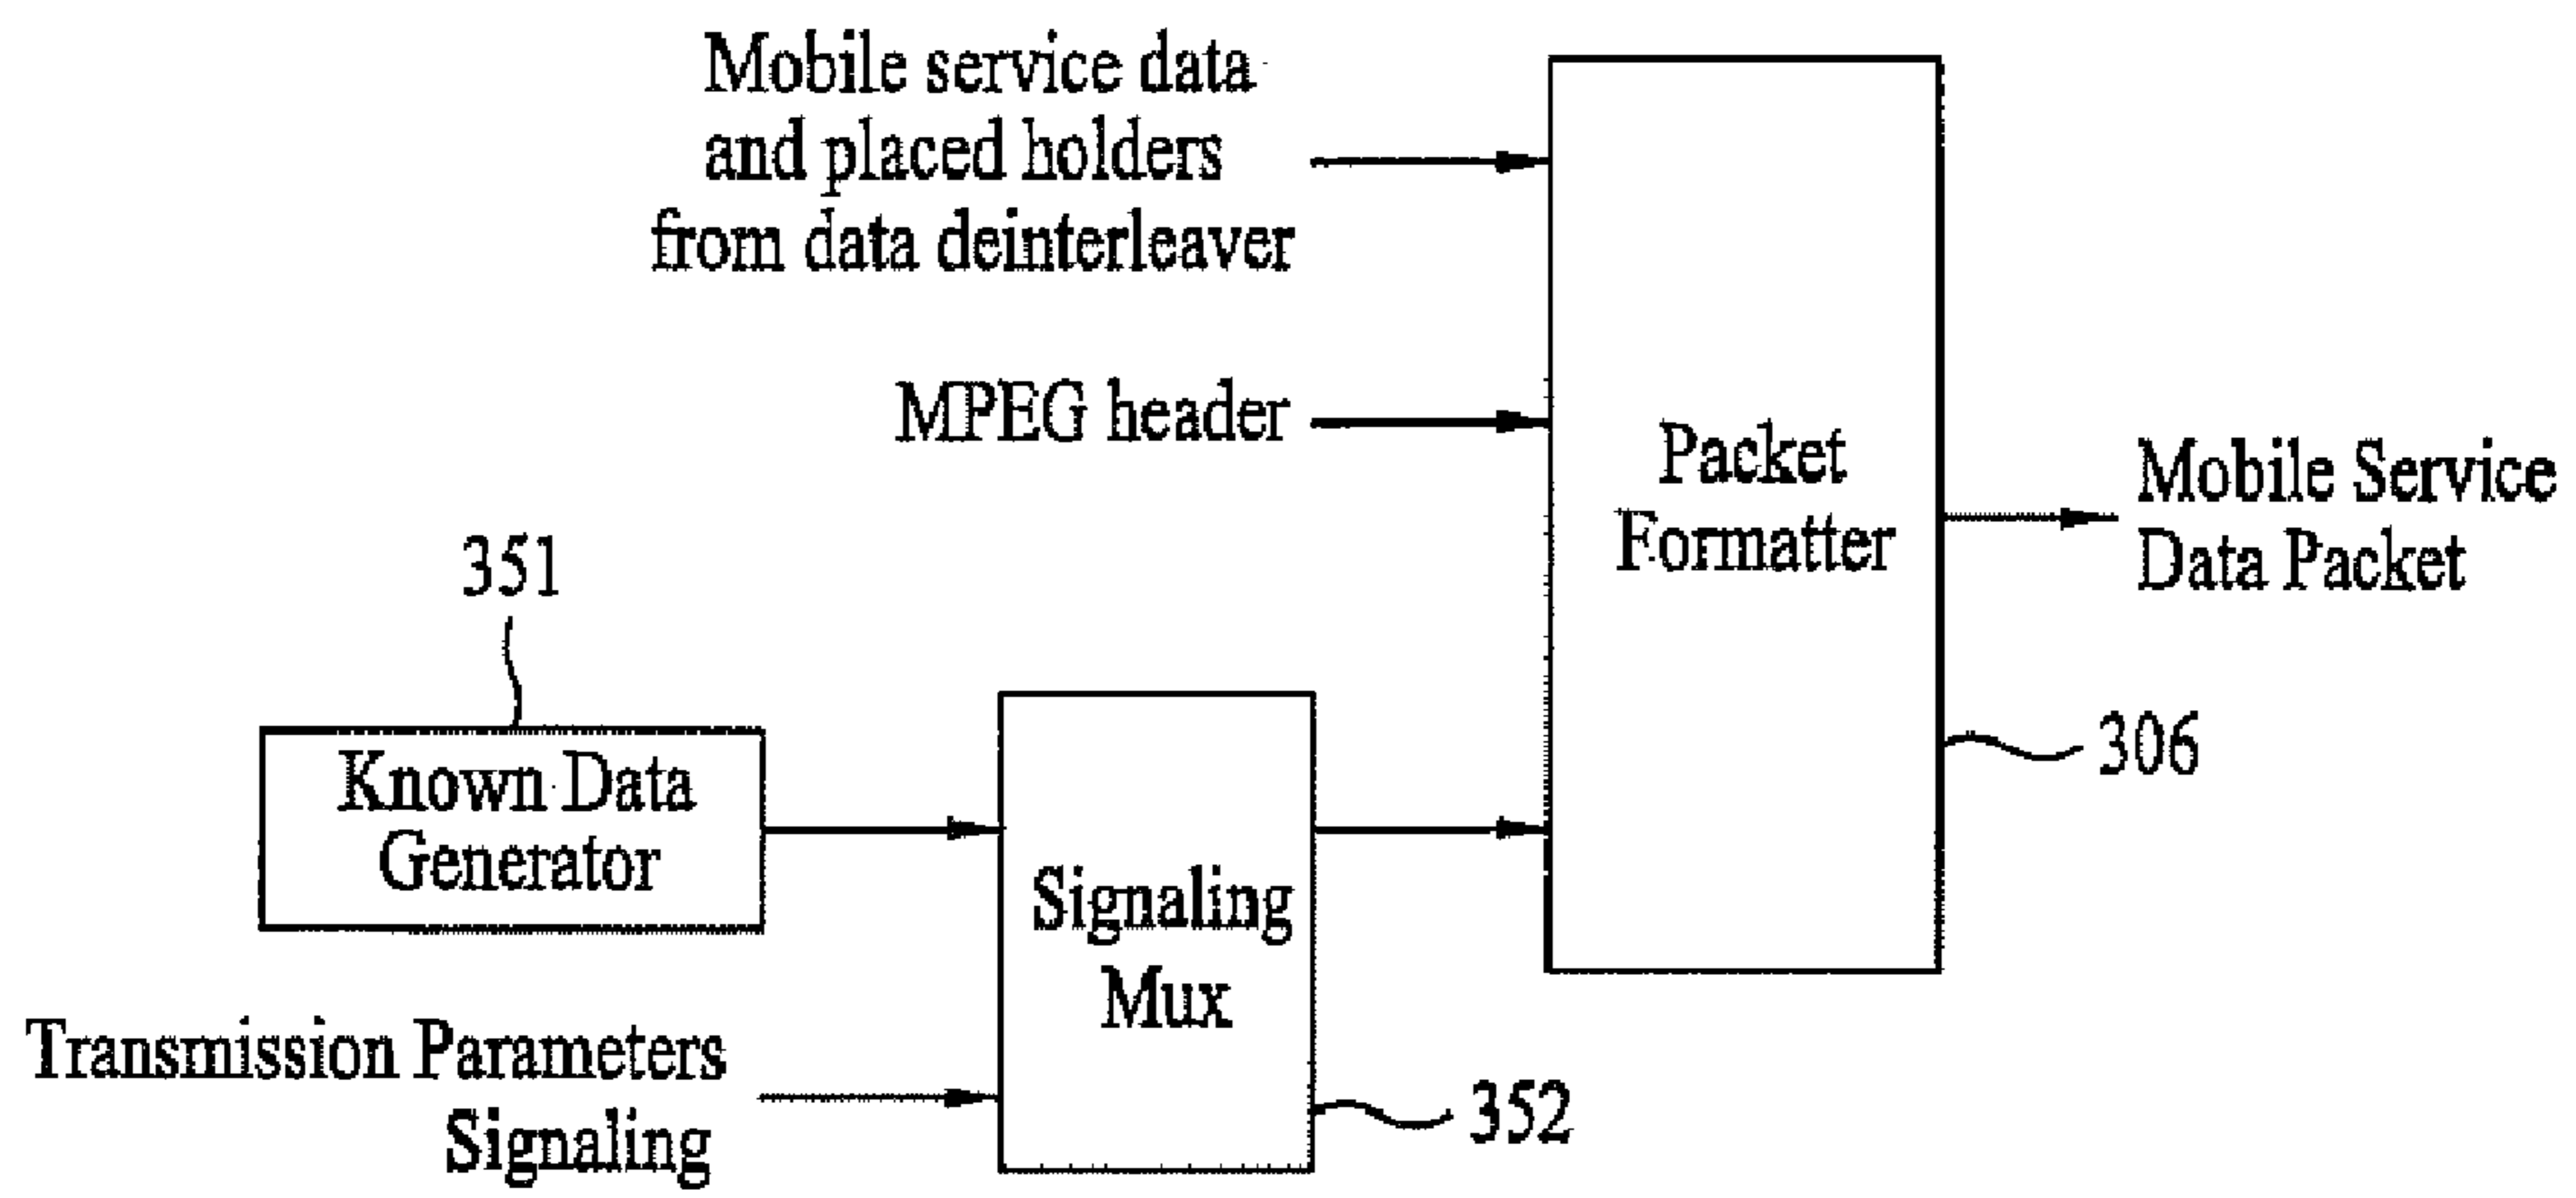 Mobile service data
and placed holders
from data deinterleaver
MPEG header
Packet
Formatter
Mobile Service
Data Packet
351
306
Known Data
Generator
Signaling
Mux
Transmission Parameters
Signaling
352